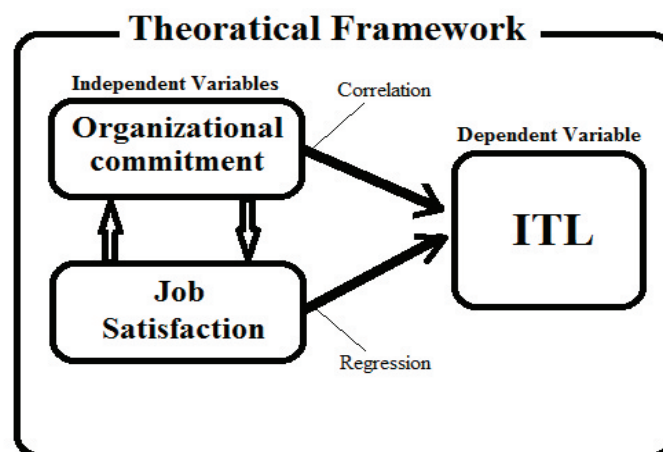 Theoratical Framework
Independent Variables
Organizational
commitment
Correlation
Dependent Variable
ITL
Job
Satisfaction
Regression